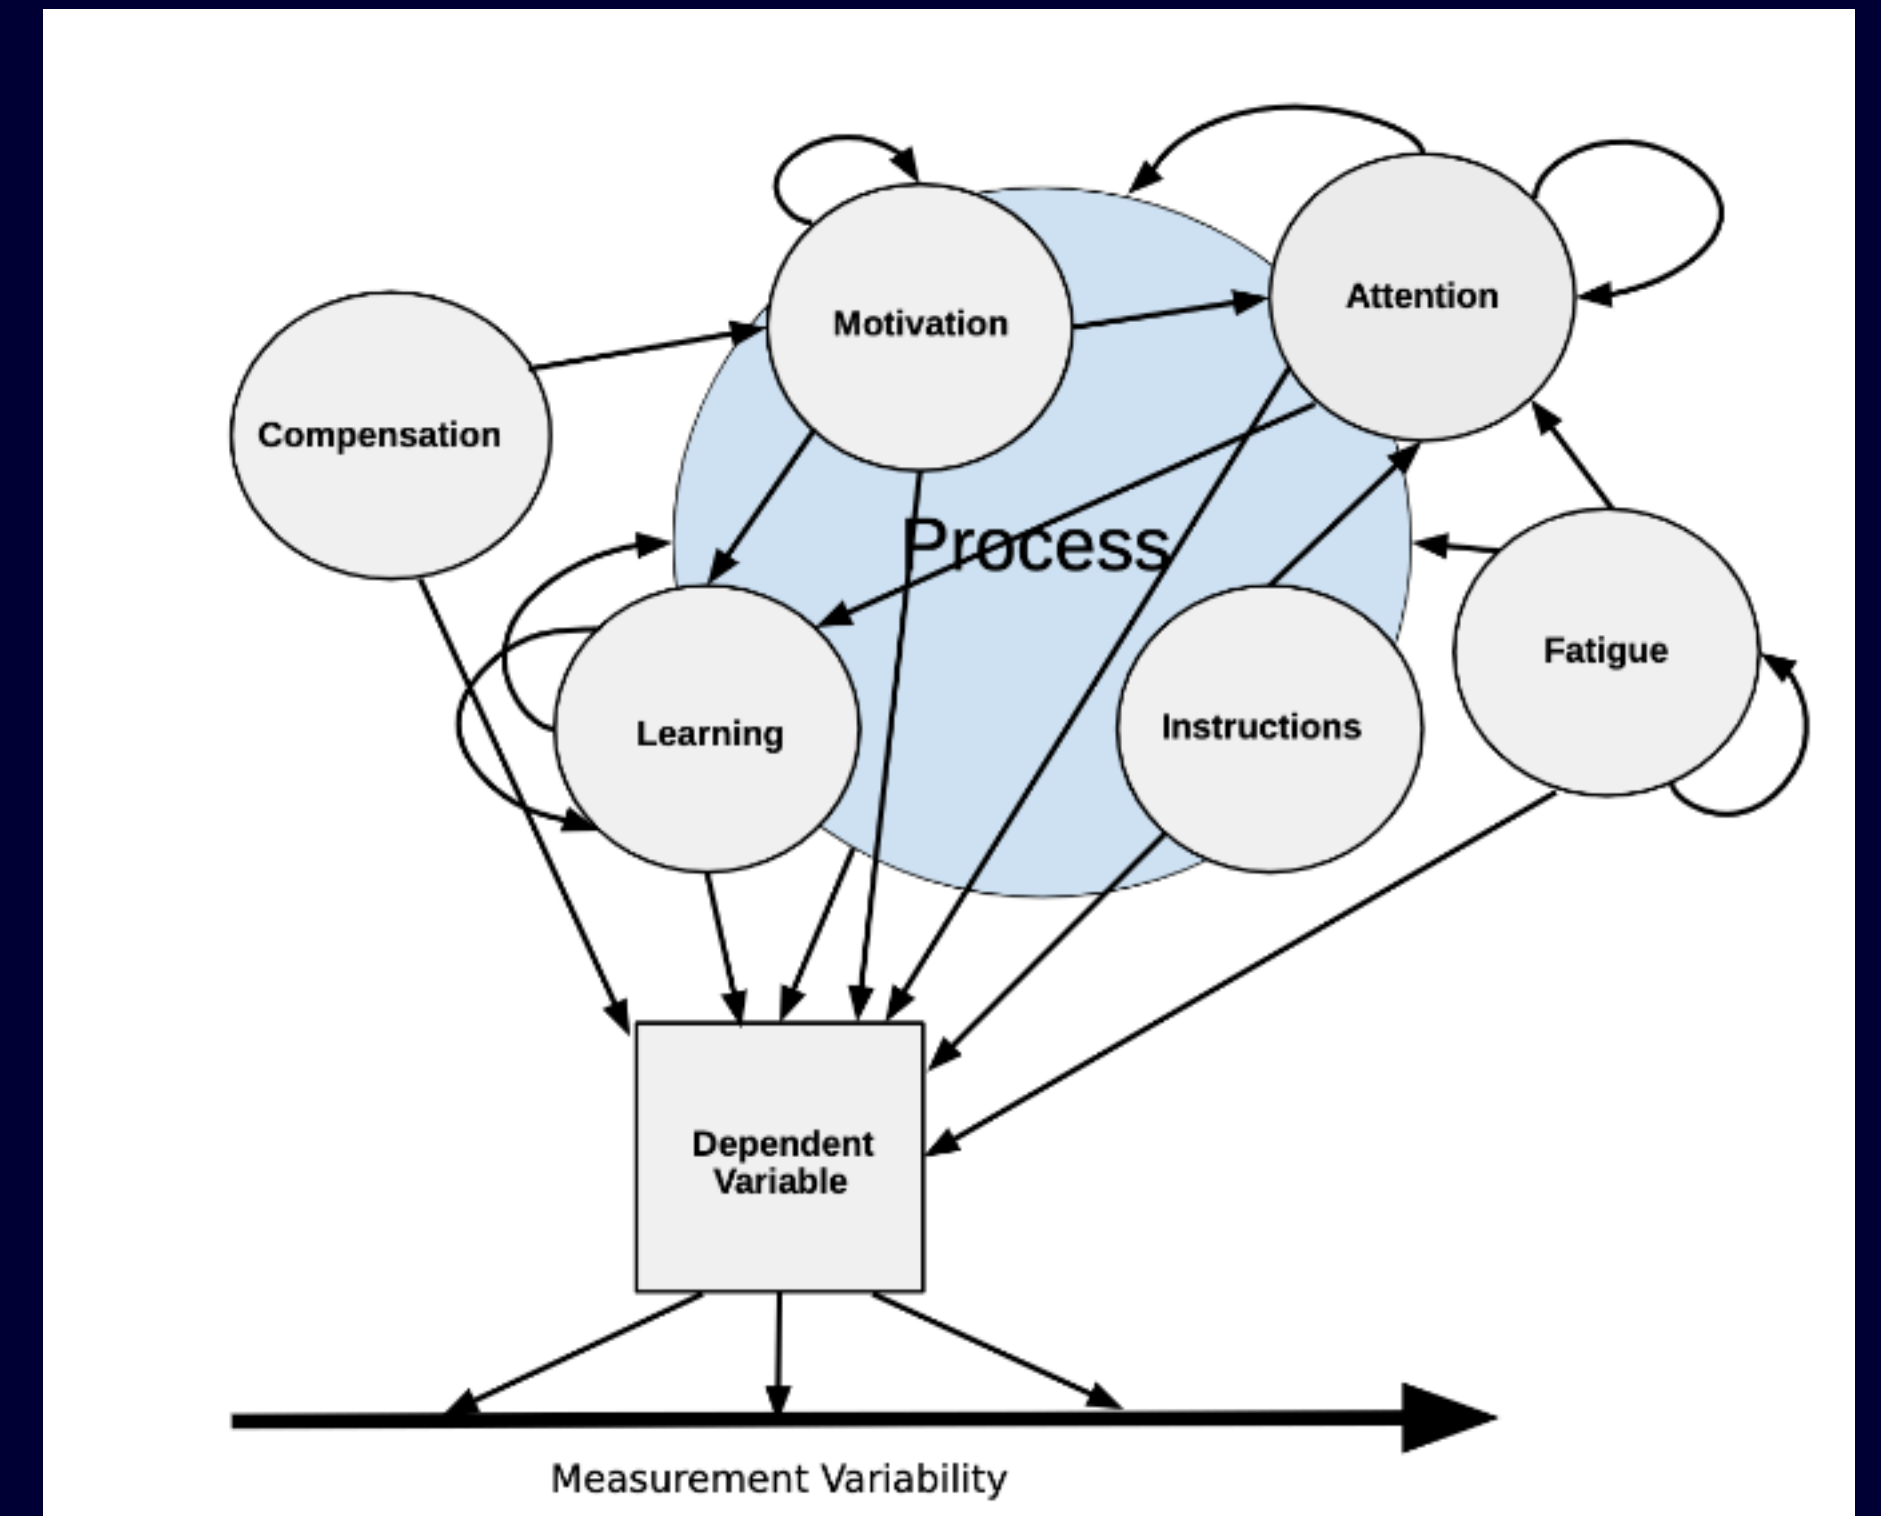 Motivation
Attention
Compensation
Process
Learning
Instructions
Fatigue
Dependent
Variable
Measurement Variability